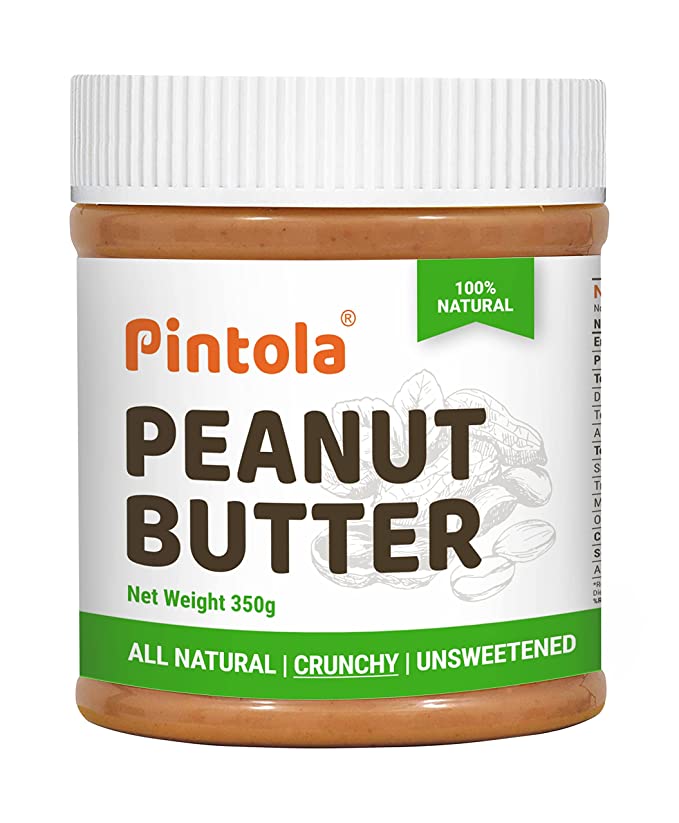 Pintola®
100%
NATURAL
PEANUT
BUTTER
Net Weight 350g
ALL NATURAL | CRUNCHY | UNSWEETENED